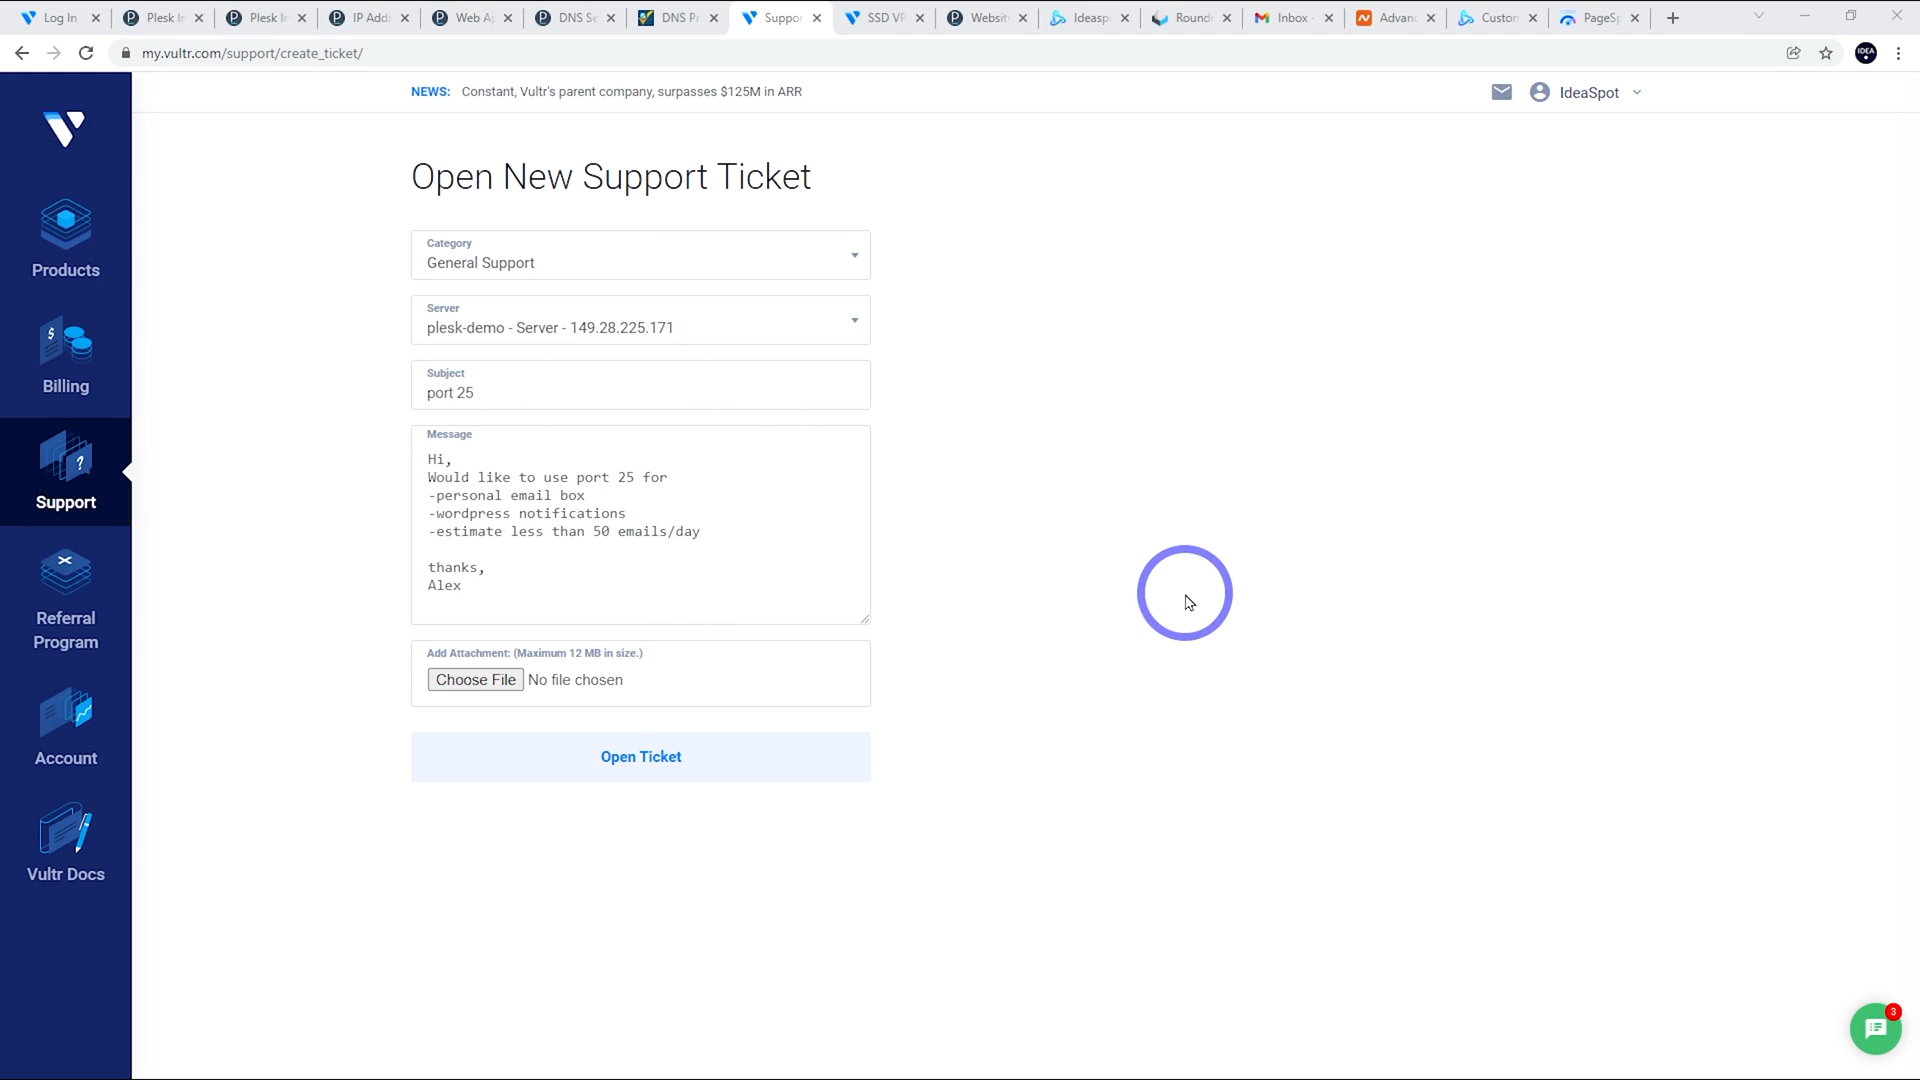 Log In
Plesk
Plesk
IP Add
Web A
DNS Se
DNS P
Suppor
SSD VP
Website
Ideasp
Round
Inbox -
Advan
Custon
PageSp
my.vultr.com/support/create_ticket/
IDEA
NEWS: Constant, Vultr's parent company, surpasses $125M in ARR
IdeaSpot
Open New Support Ticket
Products
Billing
Support
Referral
Program
Account
Vultr Docs
Category
General Support
Server
plesk-demo - Server - 149.28.225.171
Subject
port 25
Message
Hi,
Would like to use port 25 for
-personal email box
-wordpress notifications
-estimate less than 50 emails/day
thanks,
Alex
Add Attachment: (Maximum 12 MB in size.)
Choose File No file chosen
Open Ticket
3